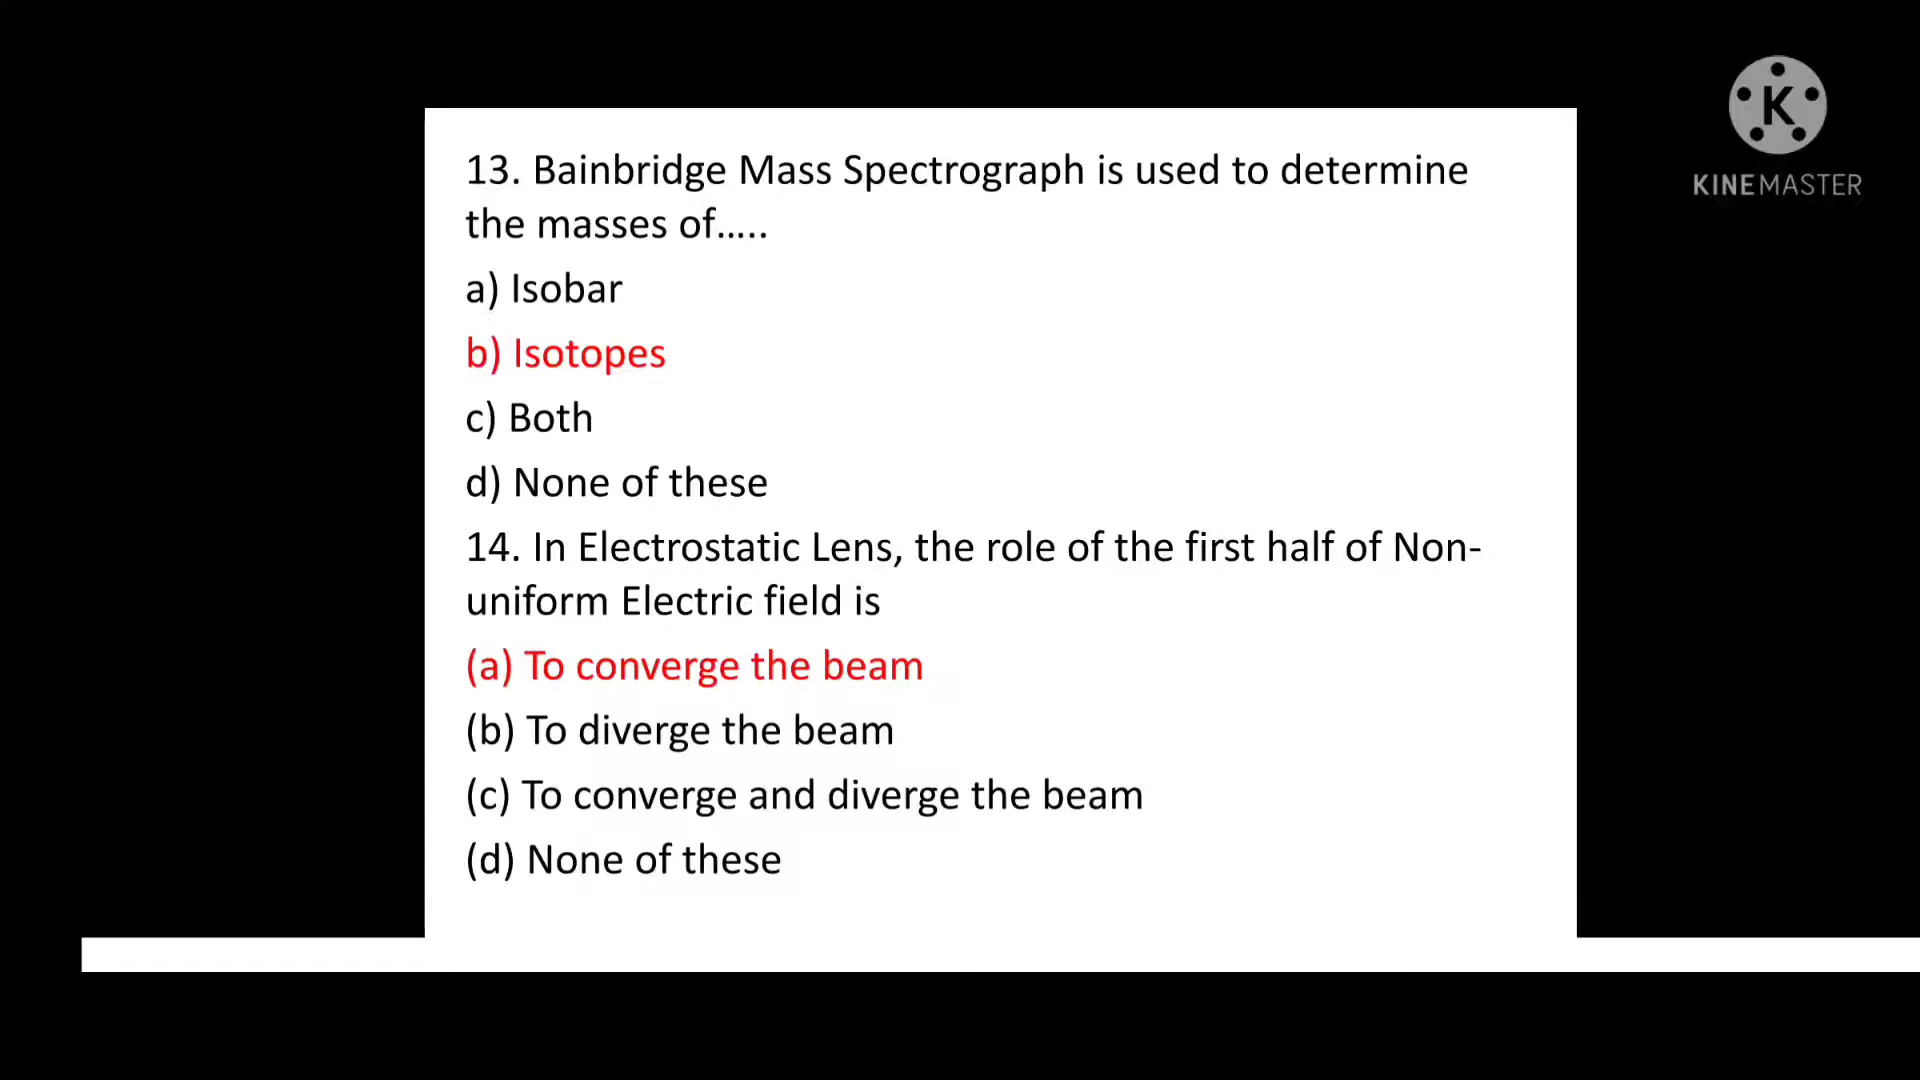 13. Bainbridge Mass Spectrograph is used to determine
the masses of.....
a) Isobar
b) Isotopes
c) Both
d) None of these
14. In Electrostatic Lens, the role of the first half of Non-
uniform Electric field is
(a) To converge the beam
(b) To diverge the beam
(c) To converge and diverge the beam
(d) None of these
K
KINEMASTER